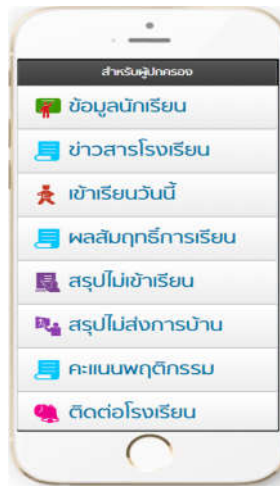 สำหรับผู้ปกครอง
ข้อมูลนักเรียน
ข่าวสารโรงเรียน
เข้าเรียนวันนี้
ผลสัมฤทธิ์การเรียน
สรุปไม่เข้าเรียน
สรุปไม่ส่งการบ้าน
คะแนนพฤติกรรม
ติดต่อโรงเรียน